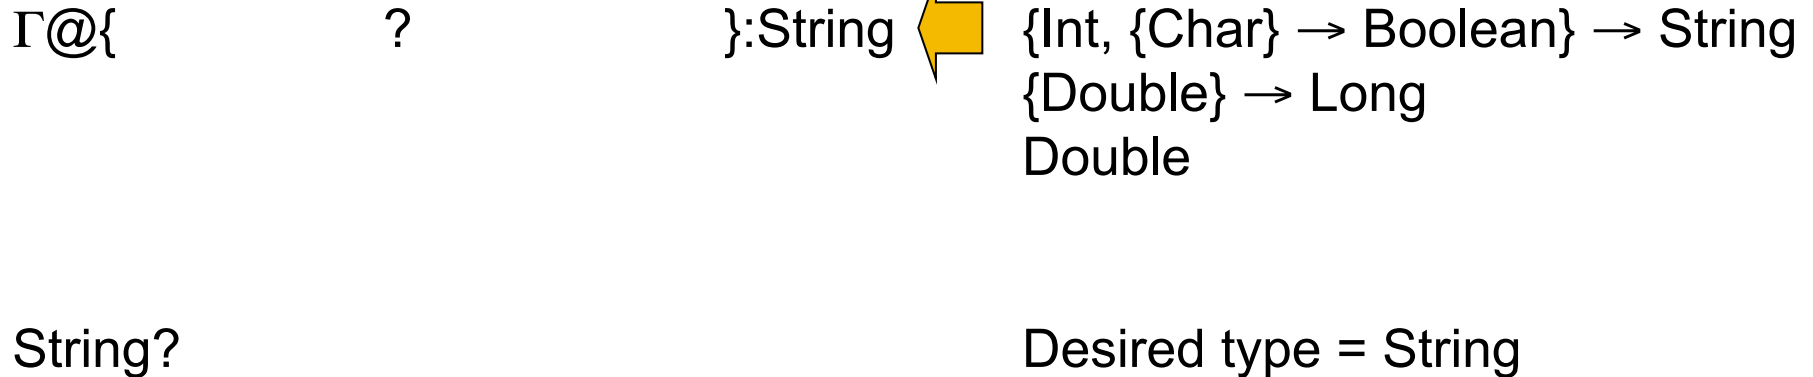 Γ@{ ? }:String {Int, {Char} → Boolean} → String
{Double} → Long
Double
String? Desired type = String